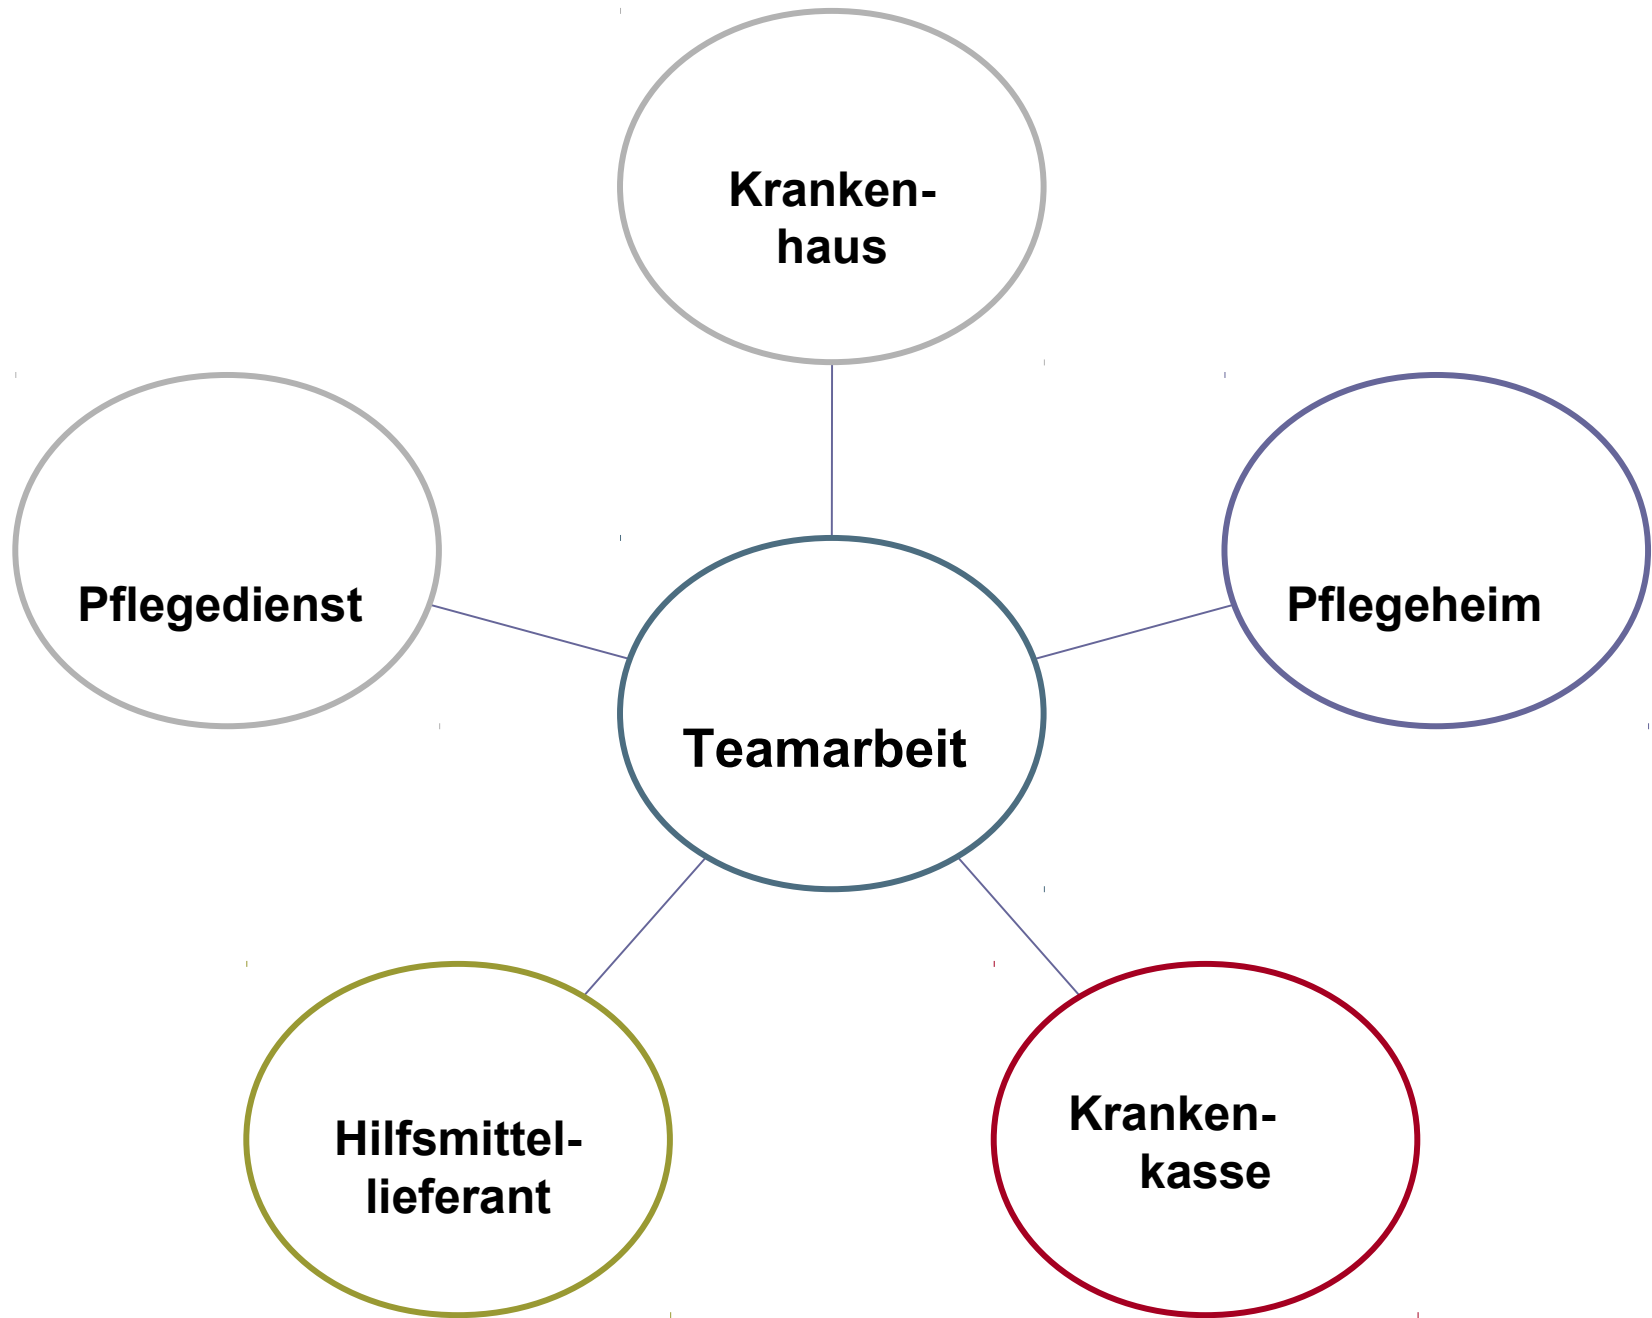 Kranken-
haus
Pflegedienst
Pflegeheim
Teamarbeit
Hilfsmittel-
lieferant
Kranken-
kasse